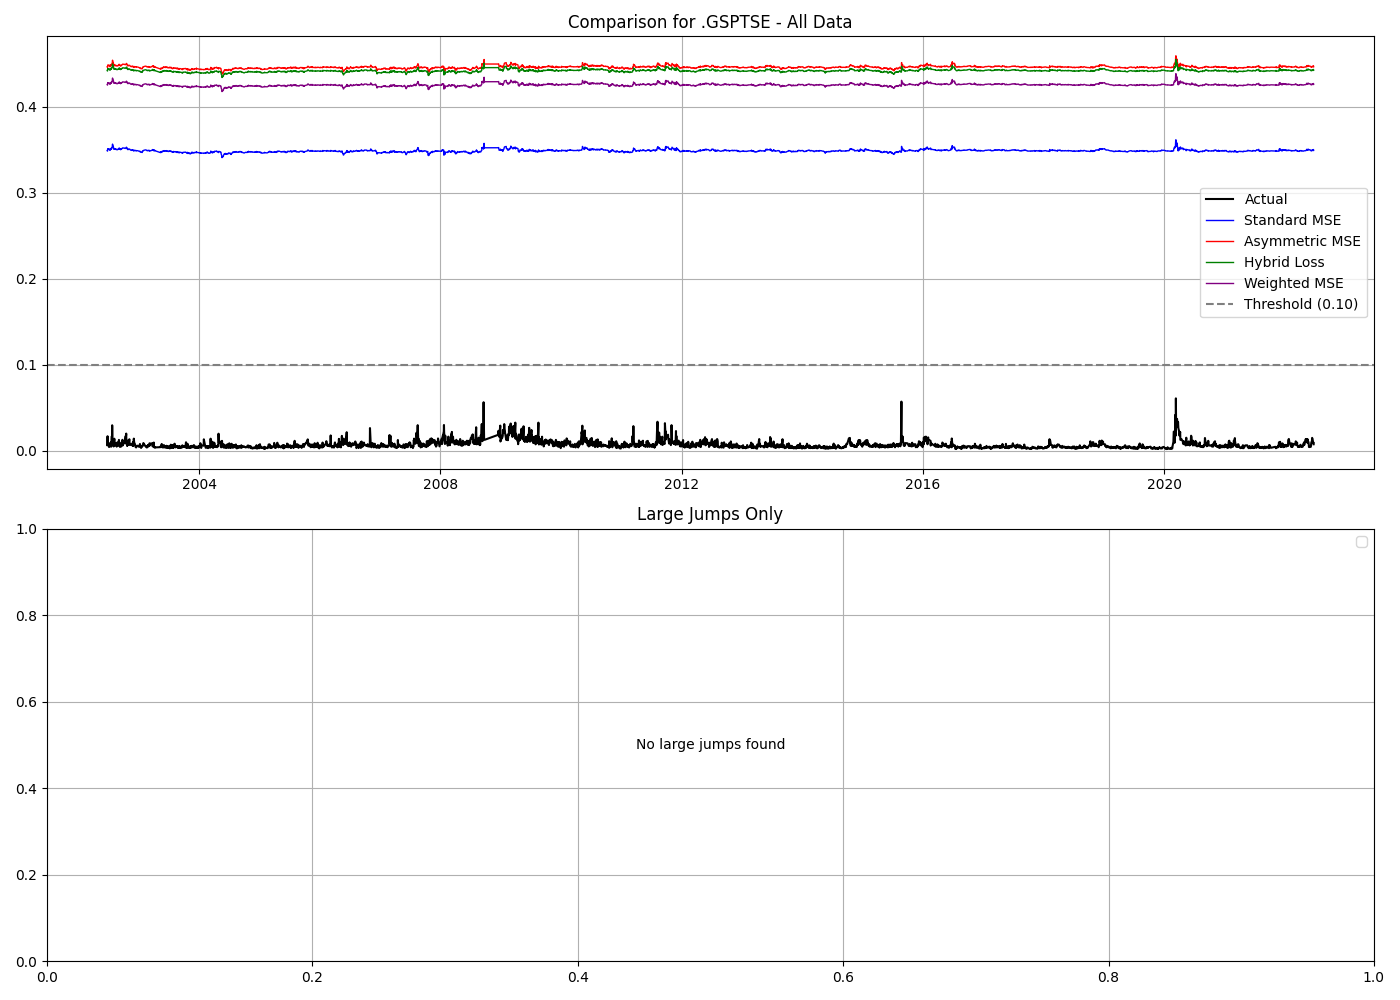 Comparison for .GSPTSE - All Data
0.4
0.3
0.2
0.1
0.0
Actual
Standard MSE
Asymmetric MSE
Hybrid Loss
Weighted MSE
Threshold (0.10)
2004 2008 2012 2016 2020
Large Jumps Only
1.0
0.8
0.6
0.4
0.2
0.0
No large jumps found
0.0 0.2 0.4 0.6 0.8 1.0